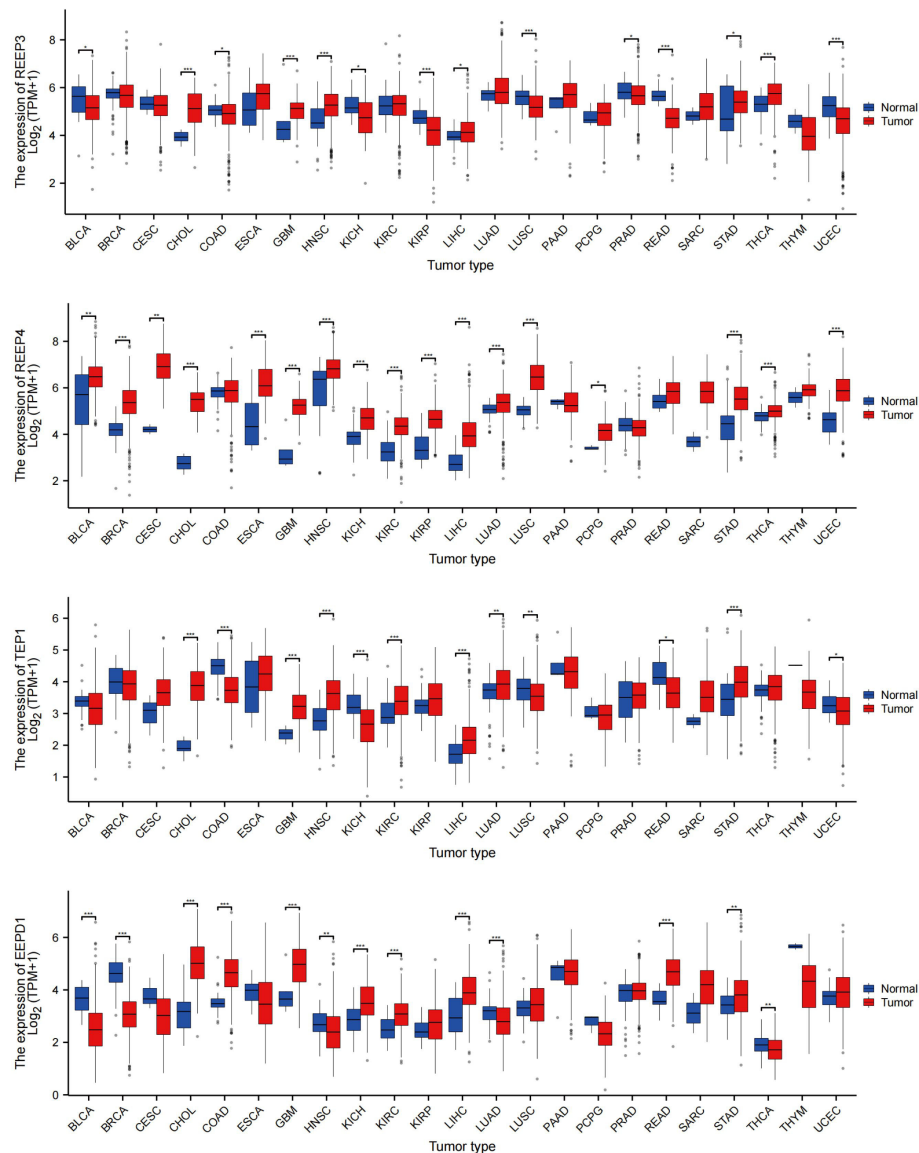 * * *** * *** *** * *** * *** * *** * *** ***
The expression of REEP3
Log2 (TPM+1)
8
6
4
2
Normal
Tumor
BLCA BRCA CESC CHOL COAD ESCA GBM HNSC KICH KIRC KIRP LIHC LUAD LUSC PAAD PCPG PRAD READ SARC STAD THCA THYM UCEC
Tumor type
** *** ** *** *** *** *** *** *** *** *** *** *** * *** *** ***
The expression of REEP4
Log2 (TPM+1)
8
6
4
2
Normal
Tumor
BLCA BRCA CESC CHOL COAD ESCA GBM HNSC KICH KIRC KIRP LIHC LUAD LUSC PAAD PCPG PRAD READ SARC STAD THCA THYM UCEC
Tumor type
*** *** *** *** *** *** *** ** ** * *** *
The expression of TEP1
Log2 (TPM+1)
6
5
4
3
2
1
Normal
Tumor
BLCA BRCA CESC CHOL COAD ESCA GBM HNSC KICH KIRC KIRP LIHC LUAD LUSC PAAD PCPG PRAD READ SARC STAD THCA THYM UCEC
Tumor type
*** *** *** *** *** ** *** *** *** *** *** ** **
The expression of EEPD1
Log2 (TPM+1)
6
4
2
0
Normal
Tumor
BLCA BRCA CESC CHOL COAD ESCA GBM HNSC KICH KIRC KIRP LIHC LUAD LUSC PAAD PCPG PRAD READ SARC STAD THCA THYM UCEC
Tumor type